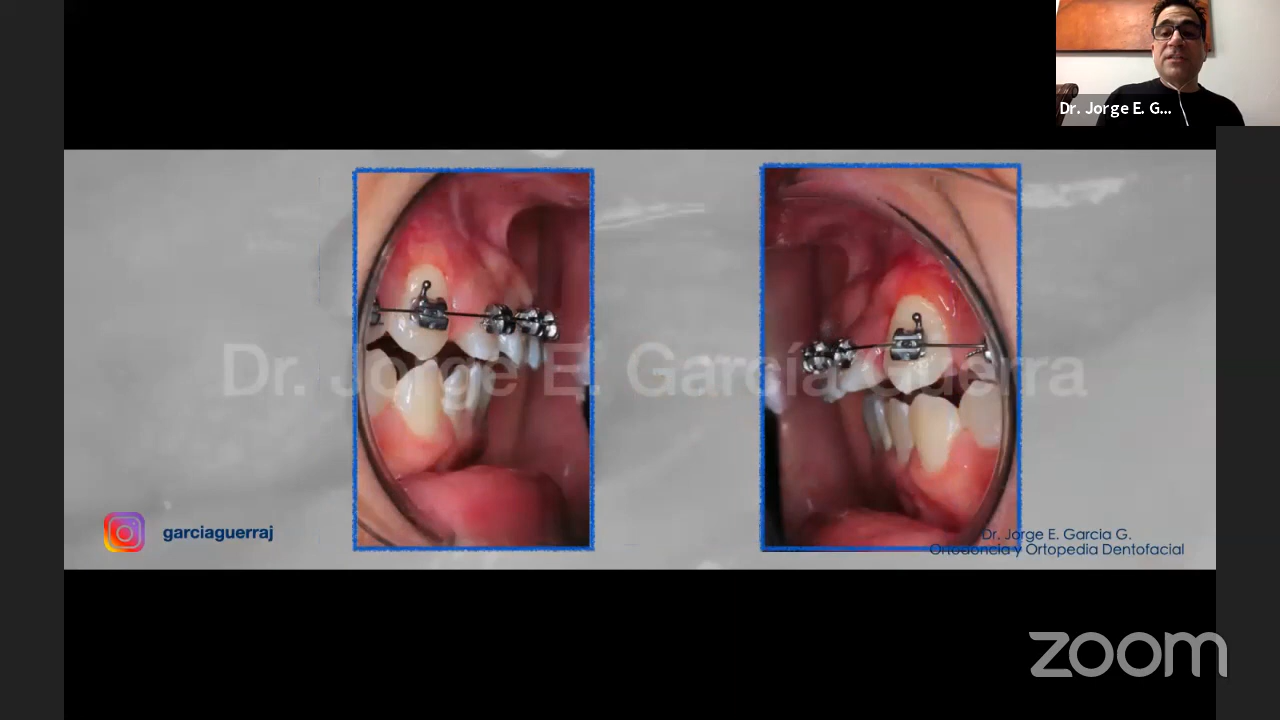 Dr. Jorge E. G...
Dr. Jorge E. García Guerra
garciaguerraj
Dr. Jorge E. Garcia G.
Ortodoncia y Ortopedia Dentofacial
zoom